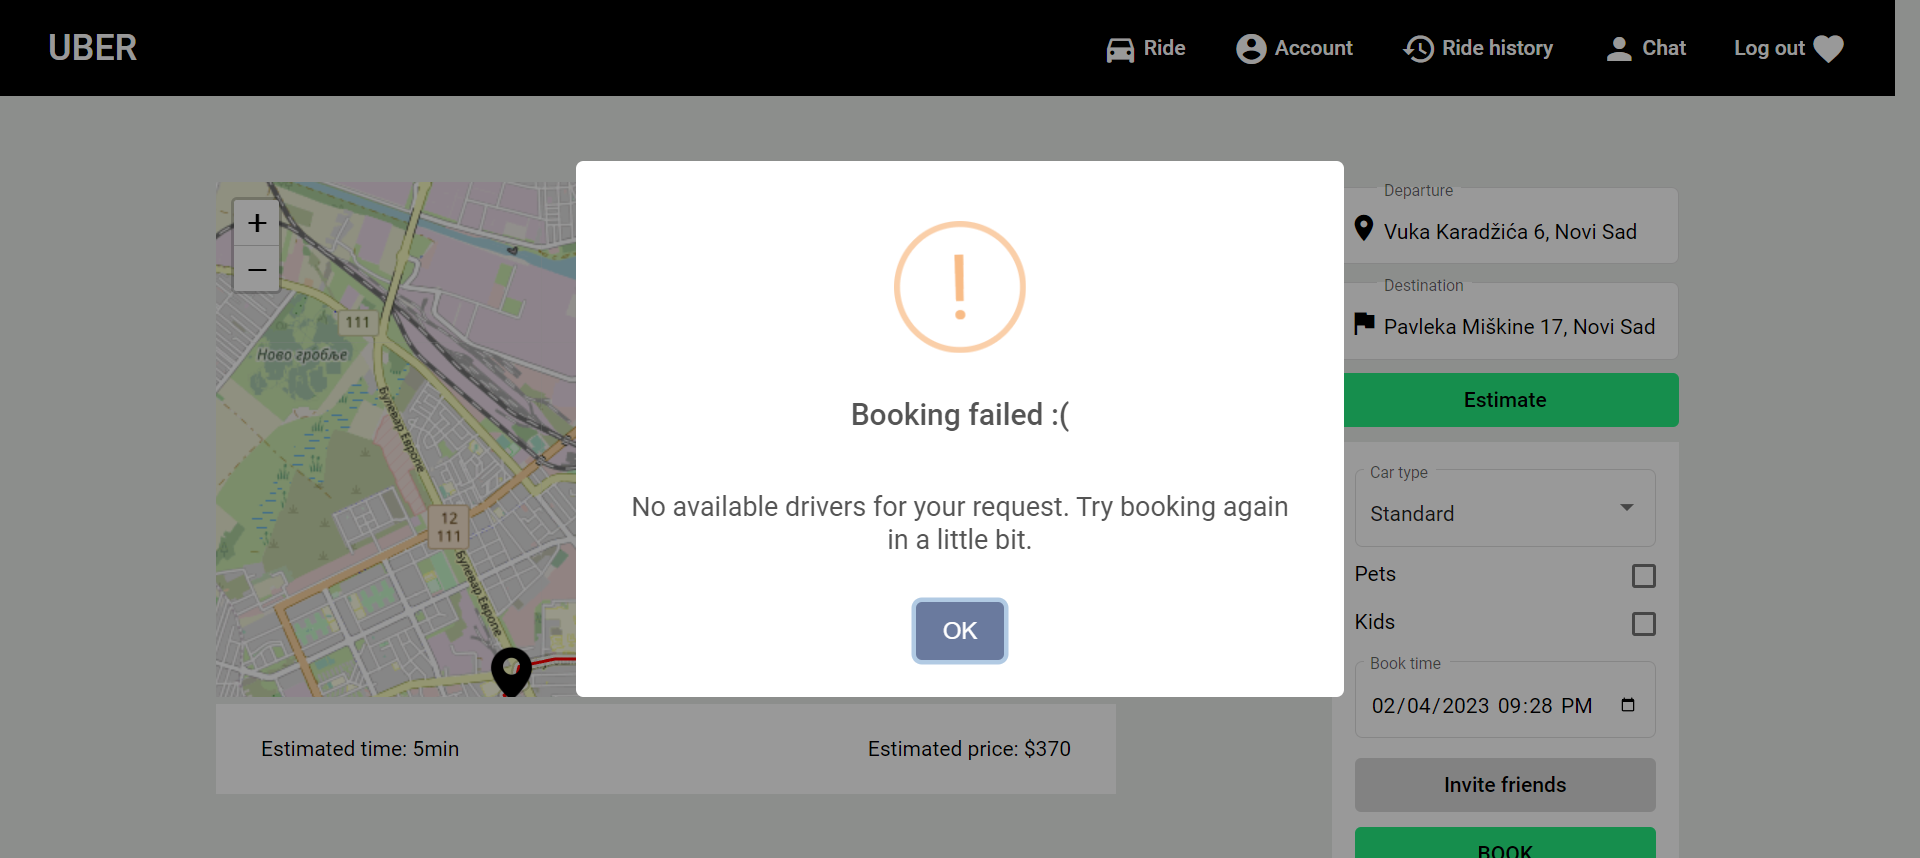 UBER
Ride
Account
Ride history
Chat
Log out
+
−
111
Ново гробље
Булевар Европе
12
111
Булевар Европе
Booking failed :(
No available drivers for your request. Try booking again
in a little bit.
OK
Departure
Vuka Karadžića 6, Novi Sad
Destination
Pavleka Miškine 17, Novi Sad
Estimate
Car type
Standard
Pets
Kids
Book time
02/04/2023 09:28 PM
Invite friends
BOOK
Estimated time: 5min
Estimated price: $370